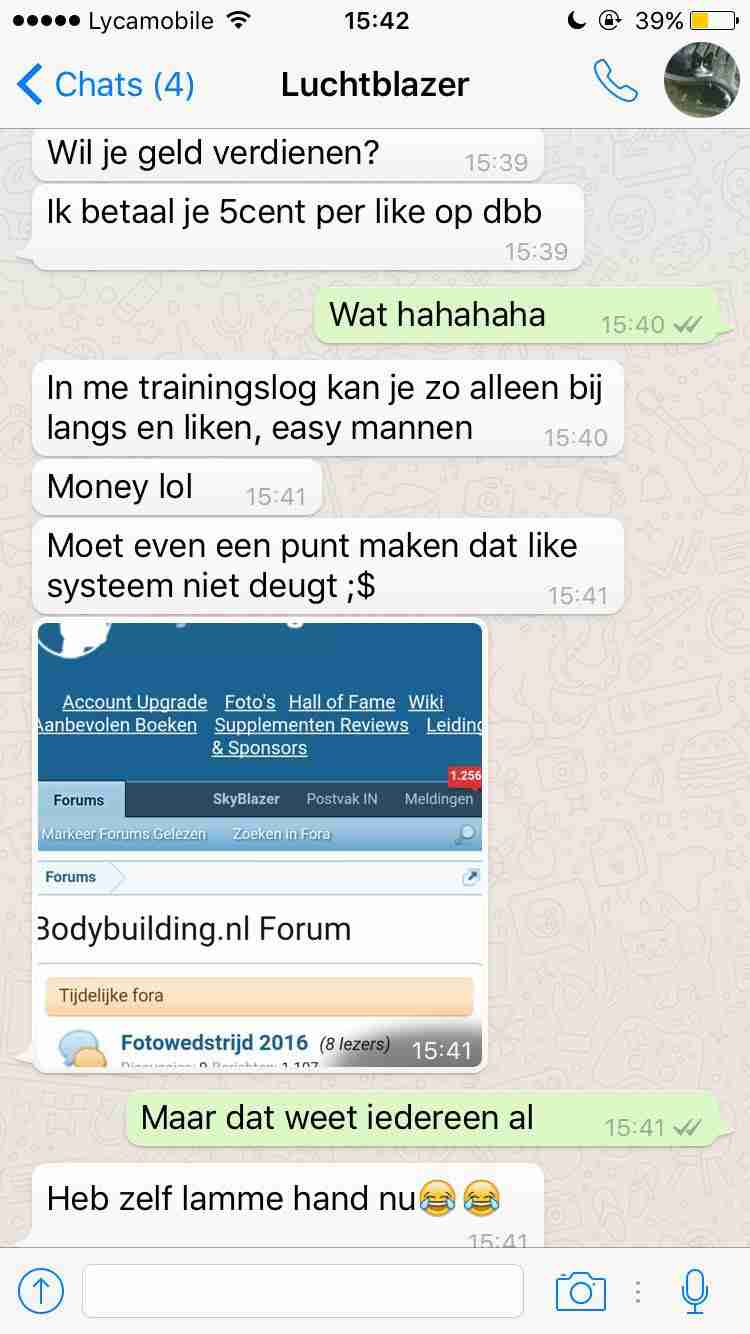 Lycamobile 15:42 39%
Chats (4) Luchtblazer
Wil je geld verdienen? 15:39
Ik betaal je 5cent per like op dbb
15:39
Wat hahahaha 15:40
In me trainingslog kan je zo alleen bij
langs en liken, easy mannen 15:40
Money lol 15:41
Moet even een punt maken dat like
systeem niet deugt ;$ 15:41
Account Upgrade Foto's Hall of Fame Wiki
Aanbevolen Boeken Supplementen Reviews Leiding
& Sponsors
1.256
Forums SkyBlazer Postvak IN Meldingen
Markeer Forums Gelezen Zoeken in Fora
Forums
Bodybuilding.nl Forum
Tijdelijke fora
Fotowedstrijd 2016 (8 lezers)
15:41
Maar dat weet iedereen al 15:41
Heb zelf lamme hand nu😂😂
15:41